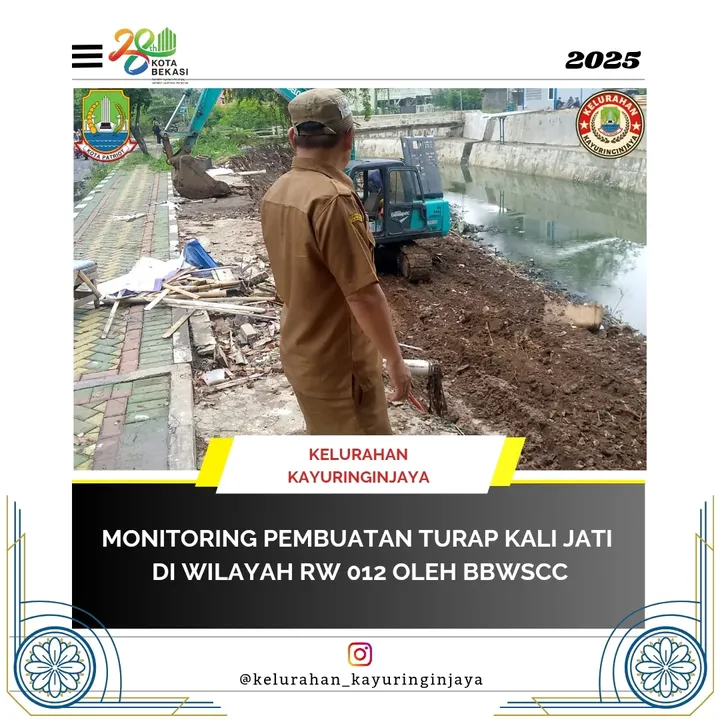 28th
KOTA
BEKASI
2025
KOTA PATRIOT
KELURAHAN
KAYURINGINJAYA
KELURAHAN
KAYURINGINJAYA
MONITORING PEMBUATAN TURAP KALI JATI
DI WILAYAH RW 012 OLEH BBWSCC
@kelurahan_kayuringinjaya